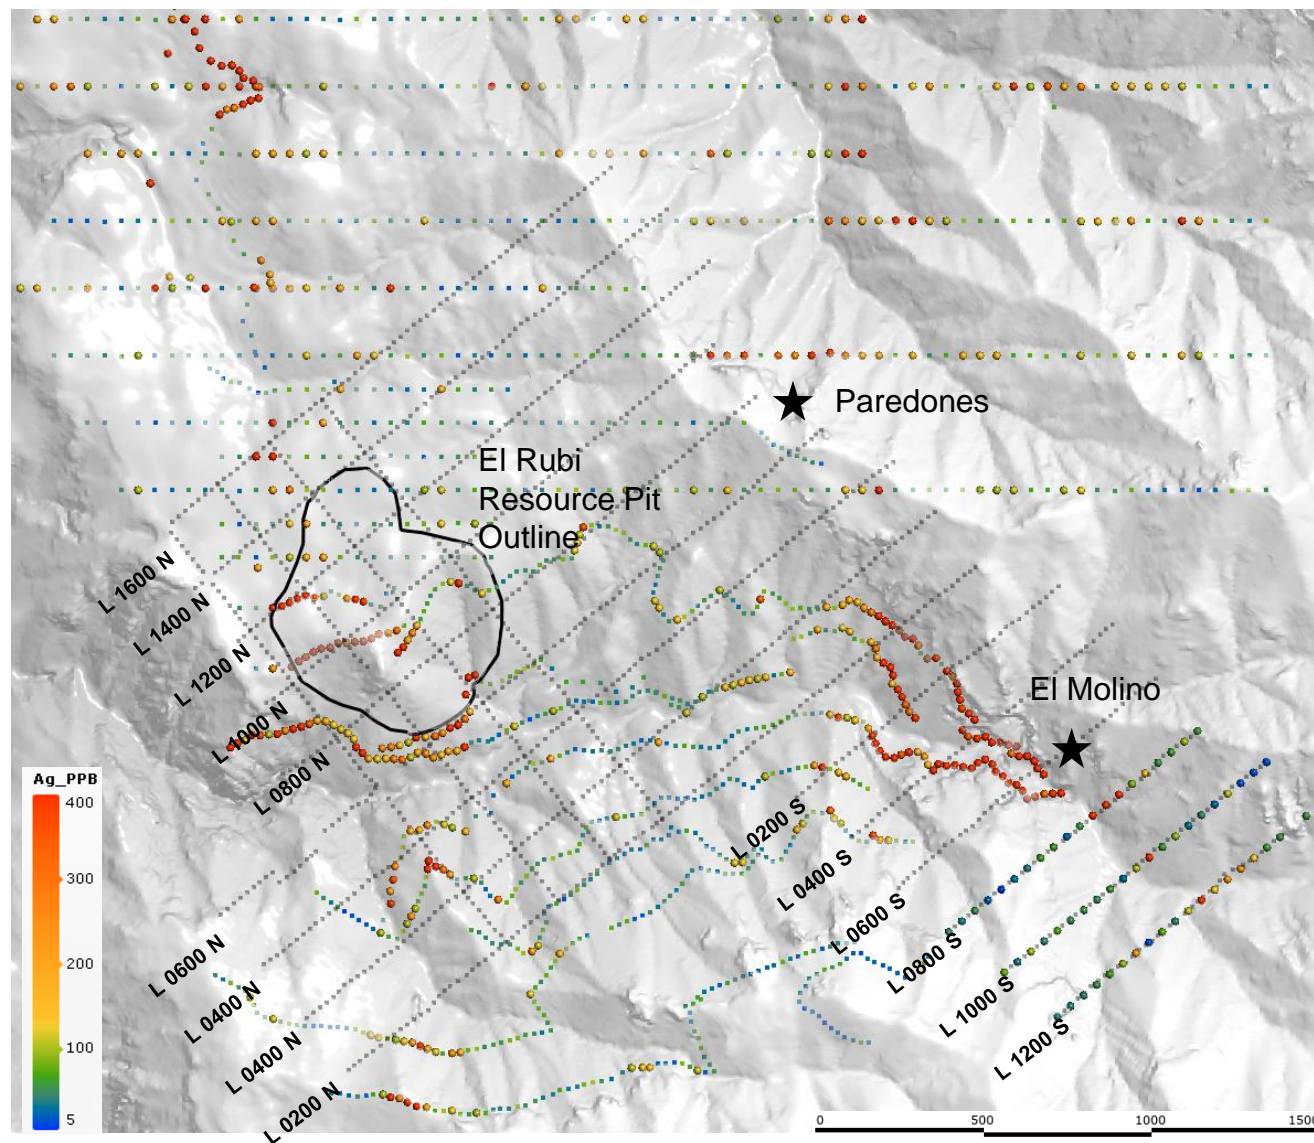 Paredones
El Rubi
Resource Pit
Outline
L 1600 N
L 1400 N
L 1200 N
L 1000 N
L 0800 N
El Molino
Ag_PPB
400
300
200
100
5
L 0200 S
L 0400 S
L 0600 S
L 0800 S
L 1000 S
L 1200 S
L 0600 N
L 0400 N
L 0400 N
L 0200 N
0 500 1000 1500